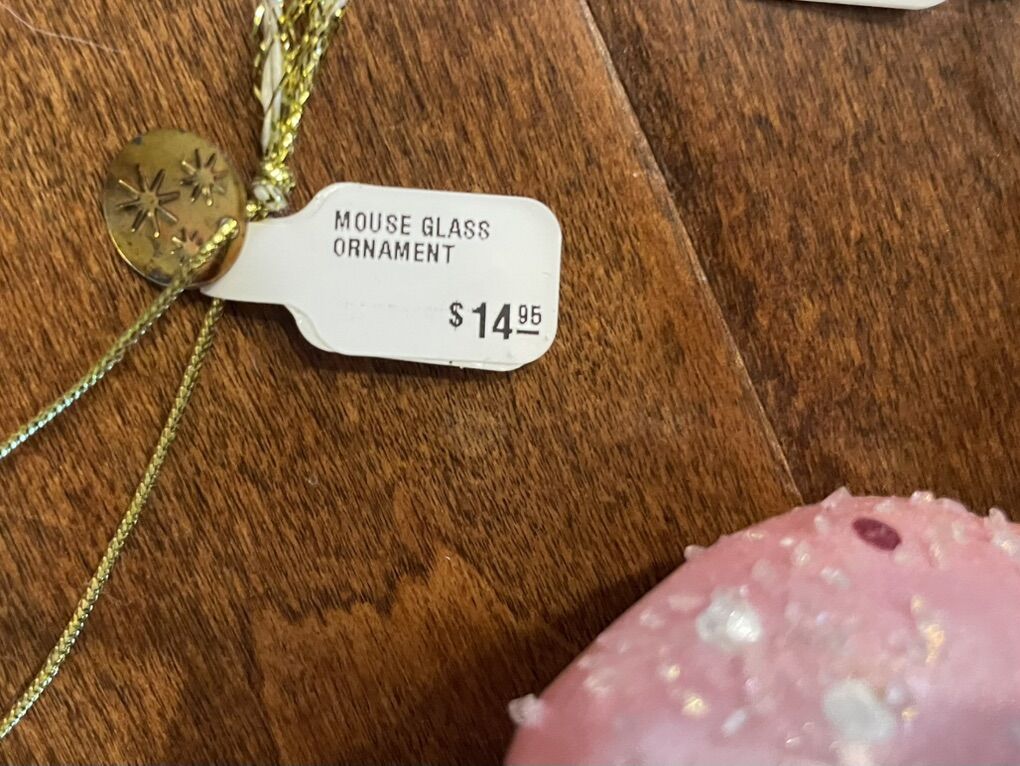 MOUSE GLASS
ORNAMENT
$14.95